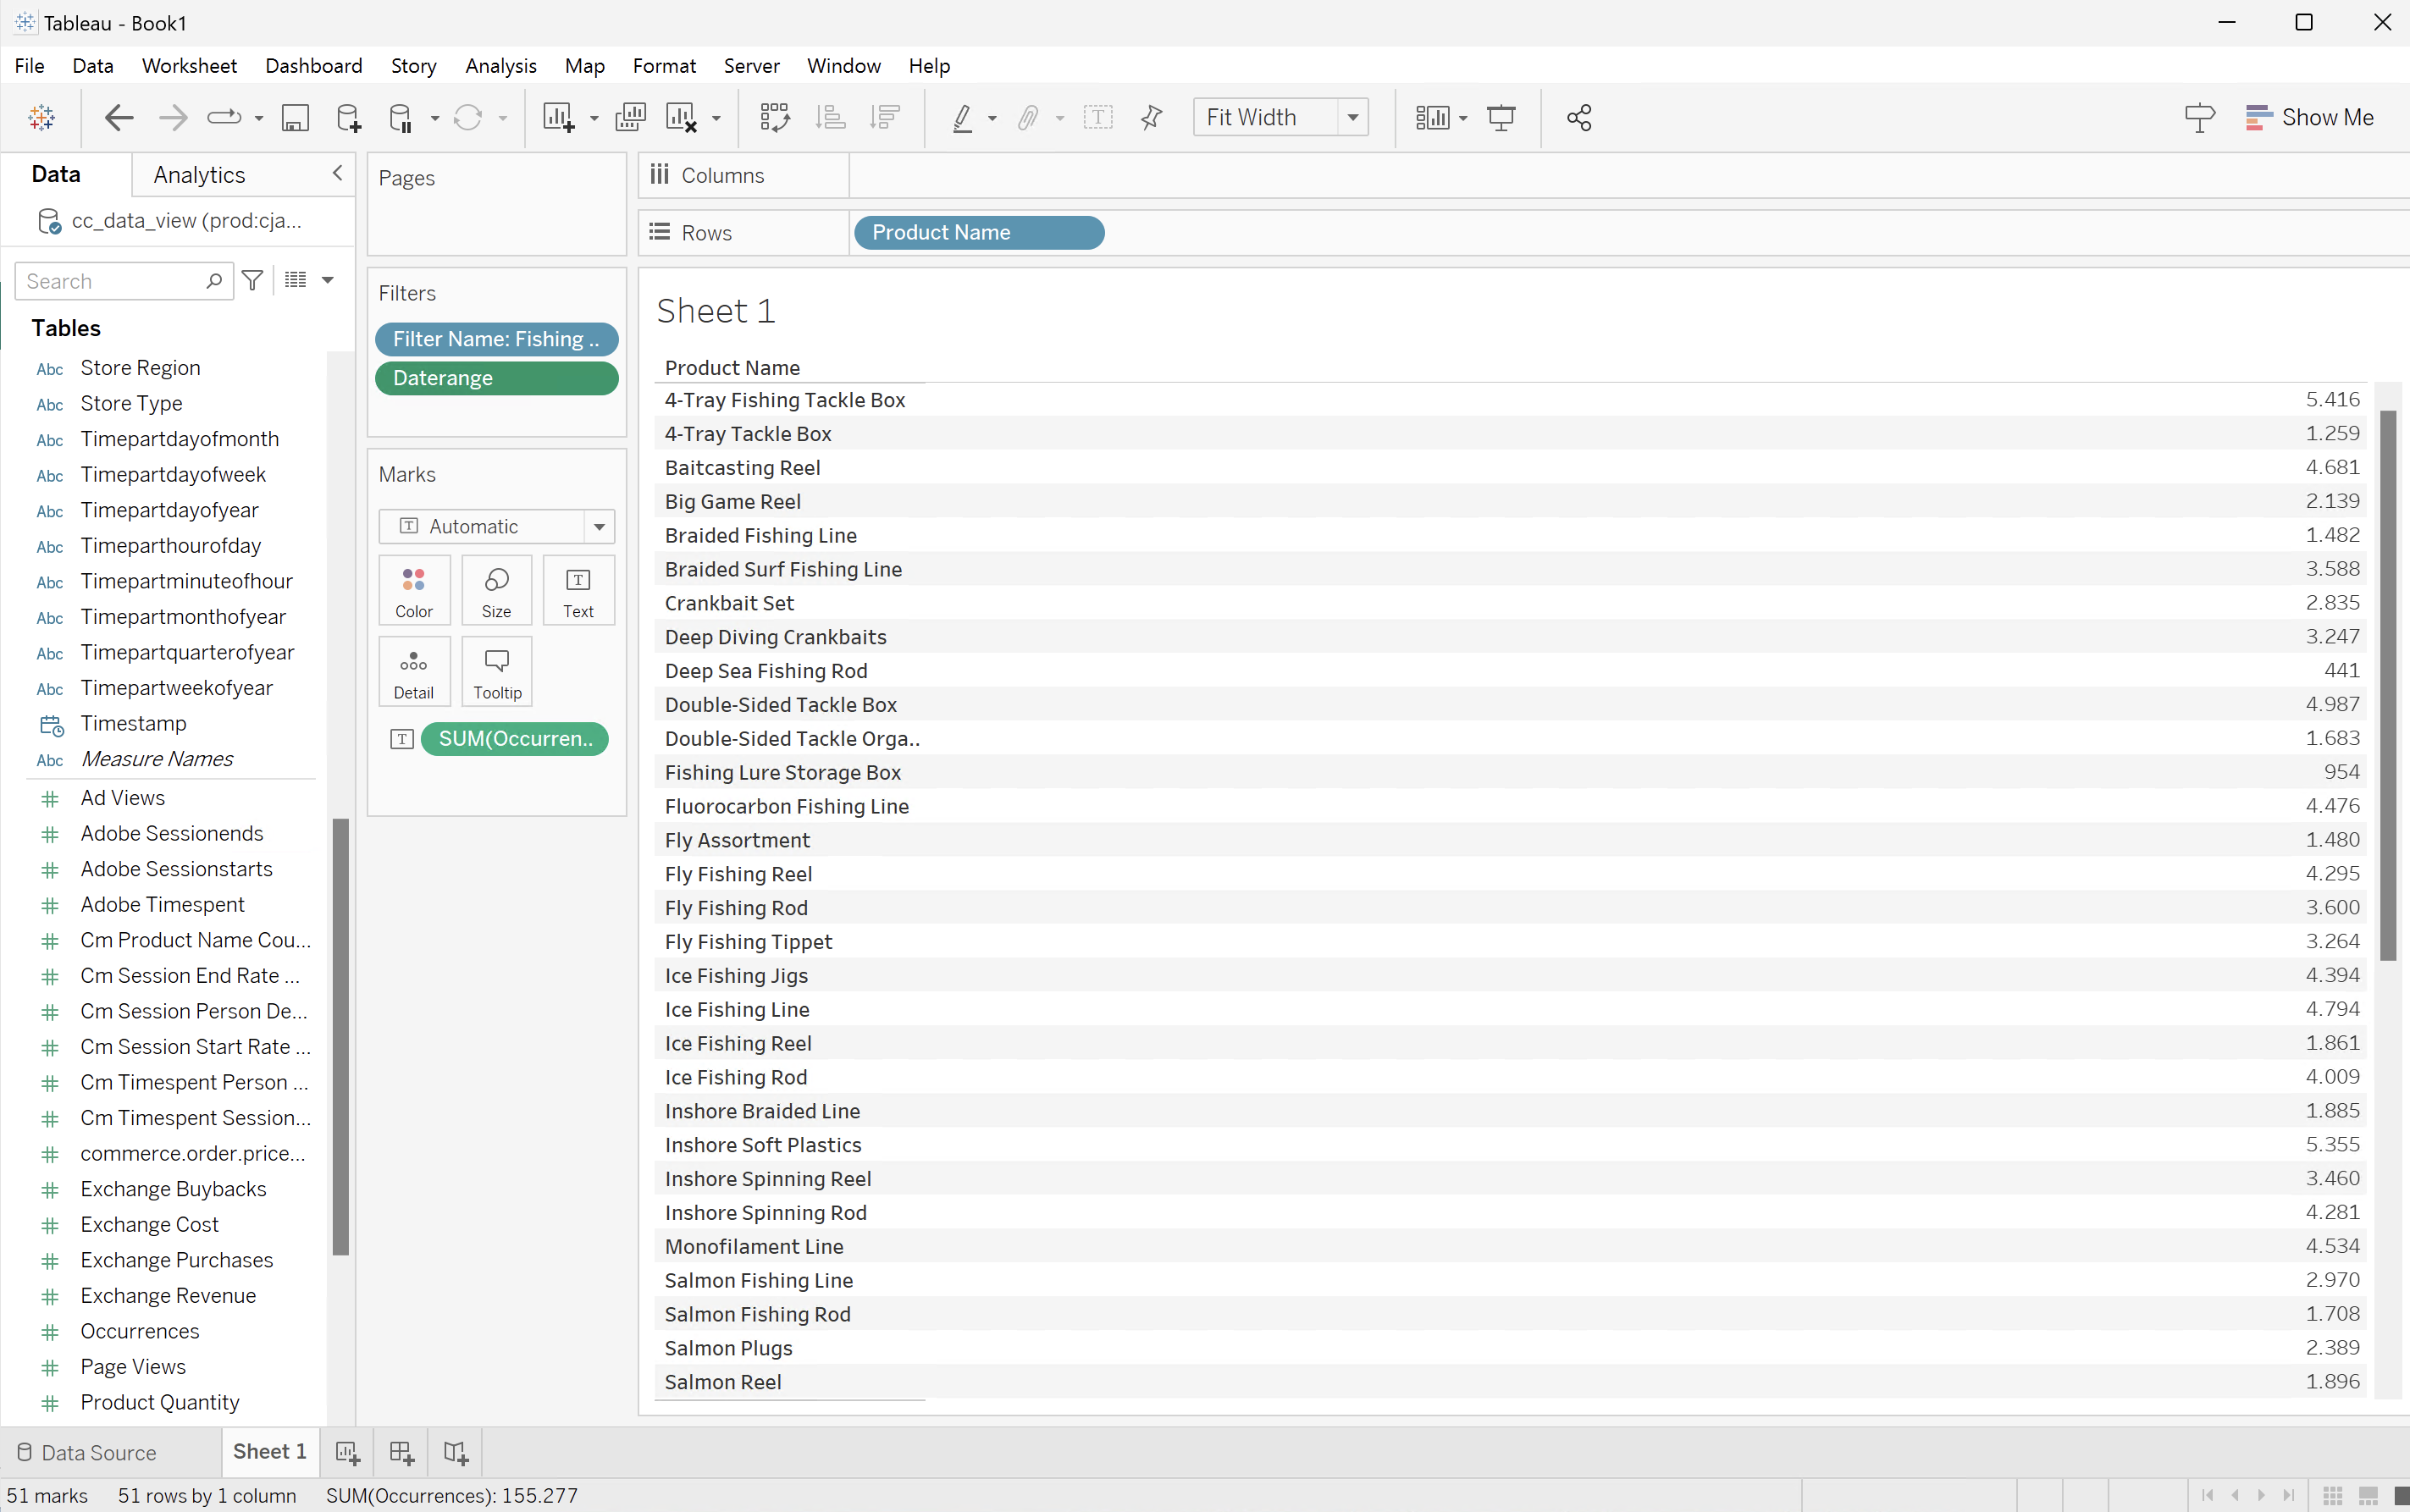 Tableau - Book1
File Data Worksheet Dashboard Story Analysis Map Format Server Window Help
Fit Width
Show Me
Data
Analytics
cc_data_view (prod:cja...
Search
Tables
Abc Store Region
Abc Store Type
Abc Timepartdayofmonth
Abc Timepartdayofweek
Abc Timepartdayofyear
Abc Timeparthourofday
Abc Timepartminuteofhour
Abc Timepartmonthofyear
Abc Timepartquarterofyear
Abc Timepartweekofyear
Timestamp
Abc Measure Names
Ad Views
Adobe Sessionends
Adobe Sessionstarts
Adobe Timespent
Cm Product Name Cou...
Cm Session End Rate ...
Cm Session Person De...
Cm Session Start Rate ...
Cm Timespent Person ...
Cm Timespent Session...
commerce.order.price...
Exchange Buybacks
Exchange Cost
Exchange Purchases
Exchange Revenue
Occurrences
Page Views
Product Quantity
Pages
Filters
Filter Name: Fishing ..
Daterange
Marks
Automatic
Color Size Text
Detail Tooltip
SUM(Occurren..
Columns
Rows Product Name
Sheet 1
Product Name
4-Tray Fishing Tackle Box 5.416
4-Tray Tackle Box 1.259
Baitcasting Reel 4.681
Big Game Reel 2.139
Braided Fishing Line 1.482
Braided Surf Fishing Line 3.588
Crankbait Set 2.835
Deep Diving Crankbaits 3.247
Deep Sea Fishing Rod 441
Double-Sided Tackle Box 4.987
Double-Sided Tackle Orga.. 1.683
Fishing Lure Storage Box 954
Fluorocarbon Fishing Line 4.476
Fly Assortment 1.480
Fly Fishing Reel 4.295
Fly Fishing Rod 3.600
Fly Fishing Tippet 3.264
Ice Fishing Jigs 4.394
Ice Fishing Line 4.794
Ice Fishing Reel 1.861
Ice Fishing Rod 4.009
Inshore Braided Line 1.885
Inshore Soft Plastics 5.355
Inshore Spinning Reel 3.460
Inshore Spinning Rod 4.281
Monofilament Line 4.534
Salmon Fishing Line 2.970
Salmon Fishing Rod 1.708
Salmon Plugs 2.389
Salmon Reel 1.896
Data Source Sheet 1
51 marks 51 rows by 1 column SUM(Occurrences): 155.277